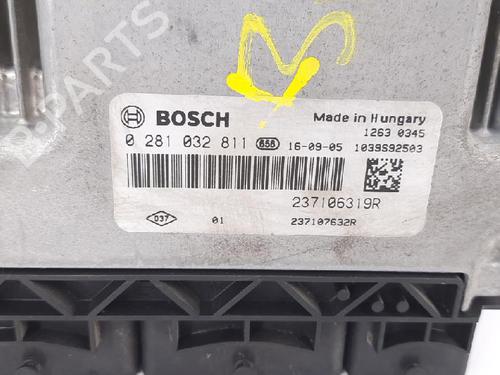 B-PARTS
BOSCH
Made in Hungary
1263 0345
0 281 032 811 656 16-09-05 1039S92503
237106319R
D37 01 237107632R